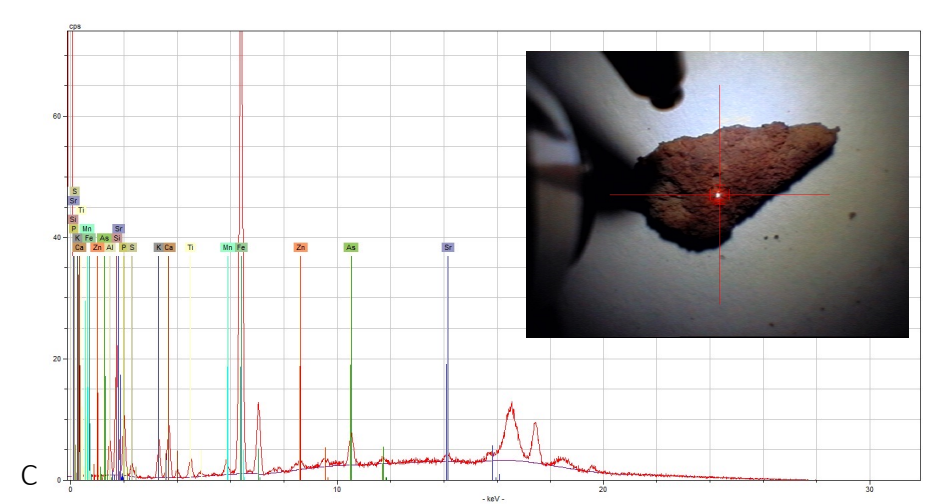 cps
60
S
Sr
Ti
Si
P Mn Sr
K Fe As Si
Ca Zn Al P S K Ca Ti Mn Fe Zn As Sr
40
20
0
0 10 20 30
- keV -
C